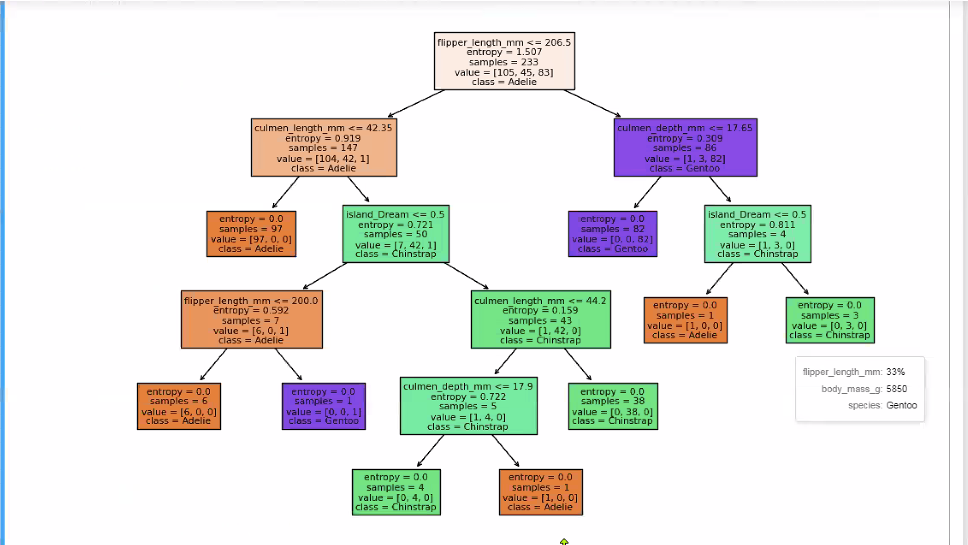 flipper_length_mm <= 206.5
entropy = 1.507
samples = 233
value = [105, 45, 83]
class = Adelie
culmen_length_mm <= 42.35
entropy = 0.919
samples = 147
value = [104, 42, 1]
class = Adelie
culmen_depth_mm <= 17.65
entropy = 0.309
samples = 86
value = [1, 3, 82]
class = Gentoo
entropy = 0.0
samples = 97
value = [97, 0, 0]
class = Adelie
island_Dream <= 0.5
entropy = 0.721
samples = 50
value = [7, 42, 1]
class = Chinstrap
entropy = 0.0
samples = 82
value = [0, 0, 82]
class = Gentoo
island_Dream <= 0.5
entropy = 0.811
samples = 4
value = [1, 3, 0]
class = Chinstrap
flipper_length_mm <= 200.0
entropy = 0.592
samples = 7
value = [6, 0, 1]
class = Adelie
culmen_length_mm <= 44.2
entropy = 0.159
samples = 43
value = [1, 42, 0]
class = Chinstrap
entropy = 0.0
samples = 1
value = [1, 0, 0]
class = Adelie
entropy = 0.0
samples = 3
value = [0, 3, 0]
class = Chinstrap
entropy = 0.0
samples = 6
value = [6, 0, 0]
class = Adelie
entropy = 0.0
samples = 1
value = [0, 0, 1]
class = Gentoo
culmen_depth_mm <= 17.9
entropy = 0.722
samples = 5
value = [1, 4, 0]
class = Chinstrap
entropy = 0.0
samples = 38
value = [0, 38, 0]
class = Chinstrap
flipper_length_mm: 33%
body_mass_g: 5850
species: Gentoo
entropy = 0.0
samples = 4
value = [0, 4, 0]
class = Chinstrap
entropy = 0.0
samples = 1
value = [1, 0, 0]
class = Adelie